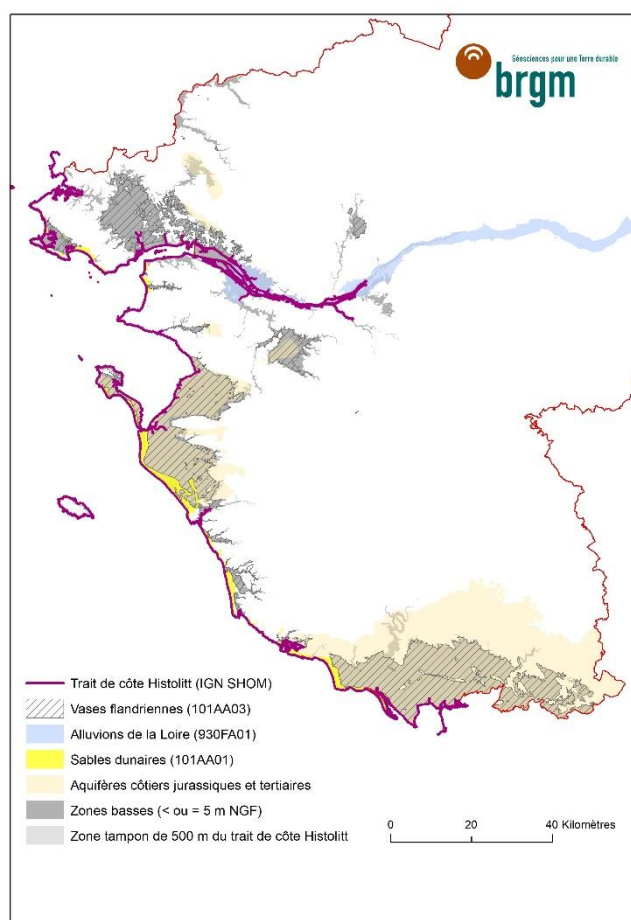 Géosciences pour une Terre durable
brgm
Trait de côte Histolitt (IGN SHOM)
Vases flandriennes (101AA03)
Alluvions de la Loire (930FA01)
Sables dunaires (101AA01)
Aquifères côtiers jurassiques et tertiaires
Zones basses (< ou = 5 m NGF)
Zone tampon de 500 m du trait de côte Histolitt
0 20 40 Kilomètres